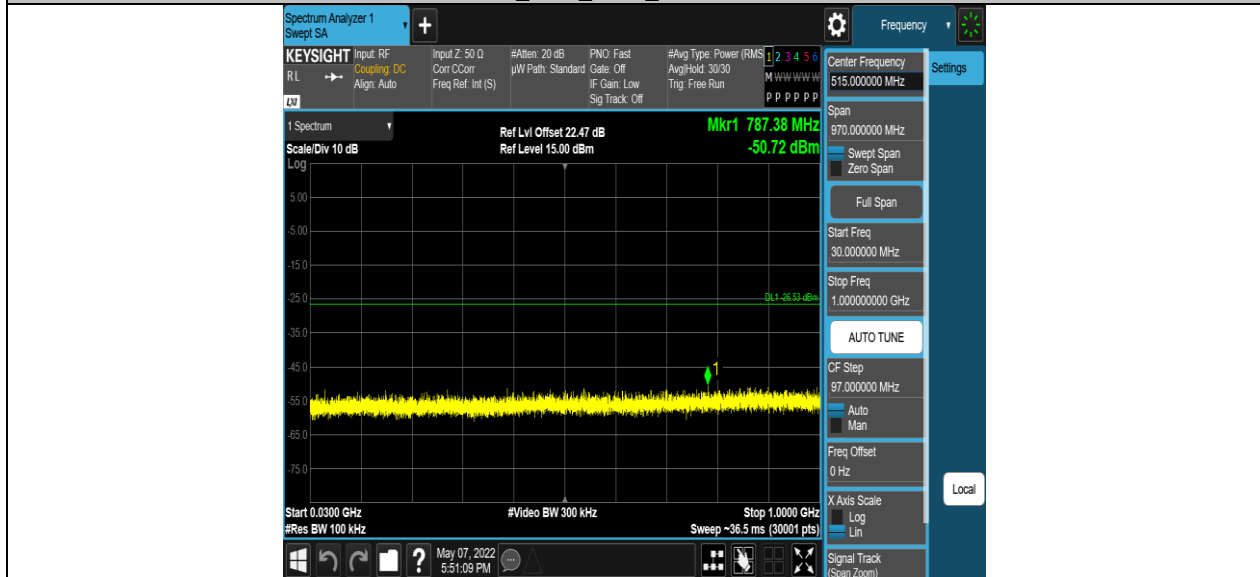 Spectrum Analyzer 1
Swept SA
Frequency
KEYSIGHT
RL
LXI
Input: RF
Coupling: DC
Align: Auto
Input Z: 50 Ω
Corr CCorr
Freq Ref: Int (S)
#Atten: 20 dB
µW Path: Standard
PNO: Fast
Gate: Off
IF Gain: Low
Sig Track: Off
#Avg Type: Power (RMS
Avg|Hold: 30/30
Trig: Free Run
1 2 3 4 5 6
M W W W W W
P P P P P P
1 Spectrum
Scale/Div 10 dB
Ref Lvl Offset 22.47 dB
Ref Level 15.00 dBm
Mkr1 787.38 MHz
-50.72 dBm
Log
5.00
-5.00
-15.0
-25.0
DL1 -26.53 dBm
-35.0
-45.0
1
-55.0
-65.0
-75.0
Start 0.0300 GHz
#Res BW 100 kHz
#Video BW 300 kHz
Stop 1.0000 GHz
Sweep ~36.5 ms (30001 pts)
May 07, 2022
5:51:09 PM
Center Frequency
515.000000 MHz
Span
970.000000 MHz
Swept Span
Zero Span
Full Span
Start Freq
30.000000 MHz
Stop Freq
1.000000000 GHz
AUTO TUNE
CF Step
97.000000 MHz
Auto
Man
Freq Offset
0 Hz
X Axis Scale
Log
Lin
Signal Track
(Span Zoom)
Settings
Local